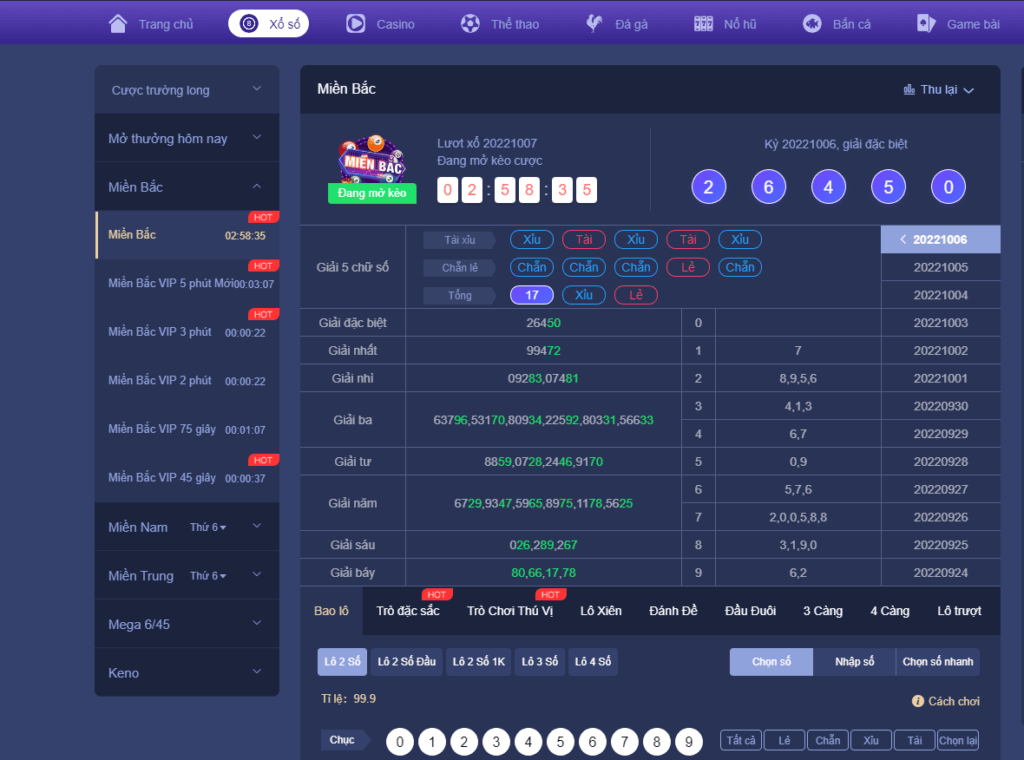 Trang chủ
Xổ số
Casino
Thể thao
Đá gà
Nổ hũ
Bắn cá
Game bài
Cược trường long
Mở thưởng hôm nay
Miền Bắc
HOT
Miền Bắc 02:58:35
HOT
Miền Bắc VIP 5 phút Mới00:03:07
HOT
Miền Bắc VIP 3 phút 00:00:22
Miền Bắc VIP 2 phút 00:00:22
Miền Bắc VIP 75 giây 00:01:07
HOT
Miền Bắc VIP 45 giây 00:00:37
Miền Nam Thứ 6
Miền Trung Thứ 6
Mega 6/45
Keno
Miền Bắc
Thu lại
MIỀN BẮC
Đang mở kèo
Lượt xổ 20221007
Đang mở kèo cược
02:58:35
Kỳ 20221006, giải đặc biệt
2 6 4 5 0
Giải 5 chữ số
Tài xỉu Xỉu Tài Xỉu Tài Xỉu
Chẵn lẻ Chẵn Chẵn Chẵn Lẻ Chẵn
Tổng 17 Xỉu Lẻ
20221006
20221005
20221004
Giải đặc biệt 26450 0 20221003
Giải nhất 99472 1 7 20221002
Giải nhì 09283,07481 2 8,9,5,6 20221001
Giải ba 63796,53170,80934,22592,80331,56633
3 4,1,3 20220930
4 6,7 20220929
Giải tư 8859,0728,2446,9170 5 0,9 20220928
Giải năm 6729,9347,5965,8975,1178,5625
6 5,7,6 20220927
7 2,0,0,5,8,8 20220926
Giải sáu 026,289,267 8 3,1,9,0 20220925
Giải bảy 80,66,17,78 9 6,2 20220924
HOT HOT
Bao lô Trò đặc sắc Trò Chơi Thú Vị Lô Xiên Đánh Đề Đầu Đuôi 3 Càng 4 Càng Lô trượt
Lô 2 Số Lô 2 Số Đầu Lô 2 Số 1K Lô 3 Số Lô 4 Số Chọn số Nhập số Chọn số nhanh
Tỉ lệ: 99.9 Cách chơi
Chục 0 1 2 3 4 5 6 7 8 9 Tất cả Lẻ Chẵn Xỉu Tài Chọn lại